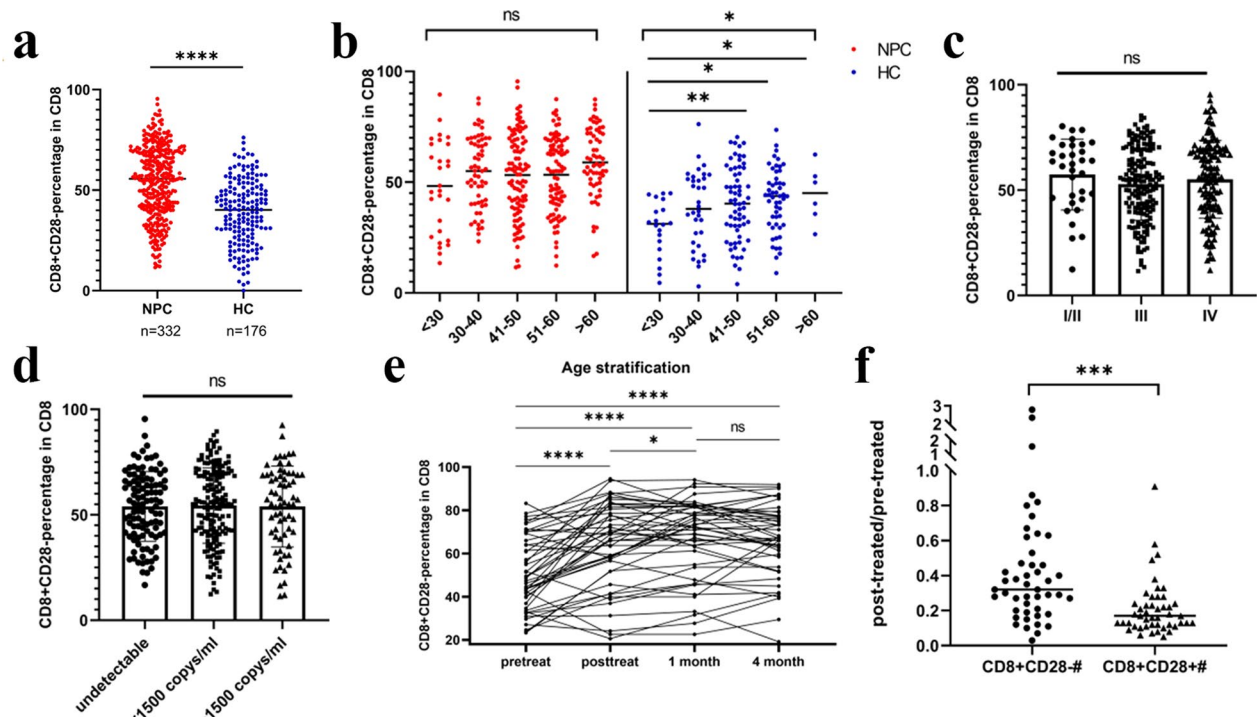 a
****
CD8+CD28-percentage in CD8
100
50
0
NPC
HC
n=332
n=176
b
ns
*
*
*
**
NPC
HC
CD8+CD28-percentage in CD8
100
50
0
<30
30-40
41-50
51-60
>60
<30
30-40
41-50
51-60
>60
Age stratification
c
ns
CD8+CD28-percentage in CD8
100
50
0
I/II
III
IV
d
ns
CD8+CD28-percentage in CD8
100
50
0
undetectable
1500 copys/ml
1500 copys/ml
e
****
****
ns
*
****
CD8+CD28-percentage in CD8
100
80
60
40
20
pretreat
posttreat
1 month
4 month
f
***
post-treated/pre-treated
3
2
2
1
1.0
0.8
0.6
0.4
0.2
0.0
CD8+CD28-#
CD8+CD28+#